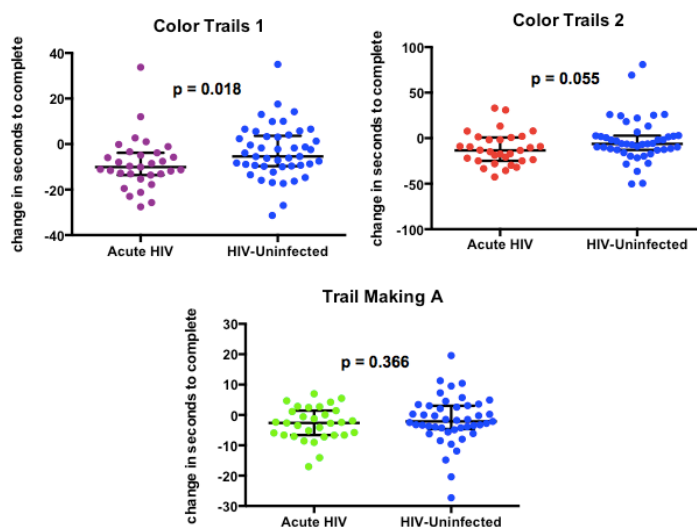 Color Trails 1
change in seconds to complete
40
20
0
-20
-40
p = 0.018
Acute HIV
HIV-Uninfected
Color Trails 2
change in seconds to complete
100
50
0
-50
-100
p = 0.055
Acute HIV
HIV-Uninfected
Trail Making A
change in seconds to complete
30
20
10
0
-10
-20
-30
p = 0.366
Acute HIV
HIV-Uninfected